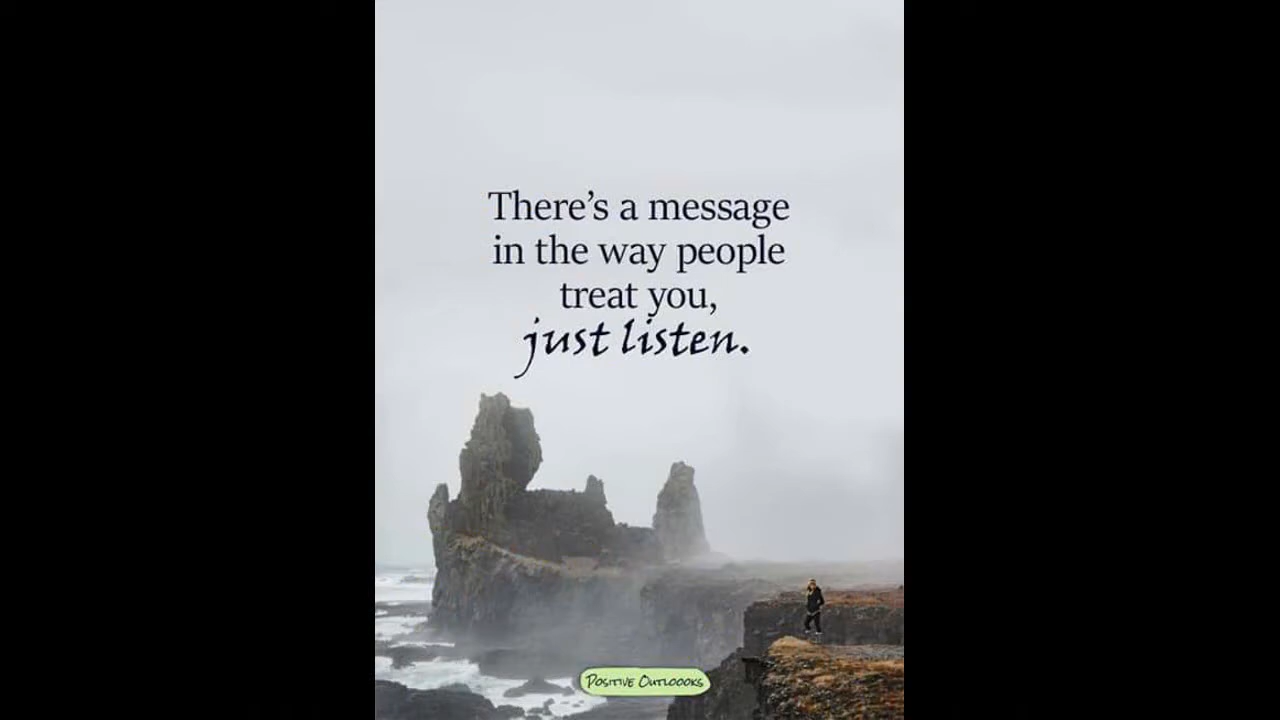 There's a message
in the way people
treat you,
just listen.
Positive Outloooks